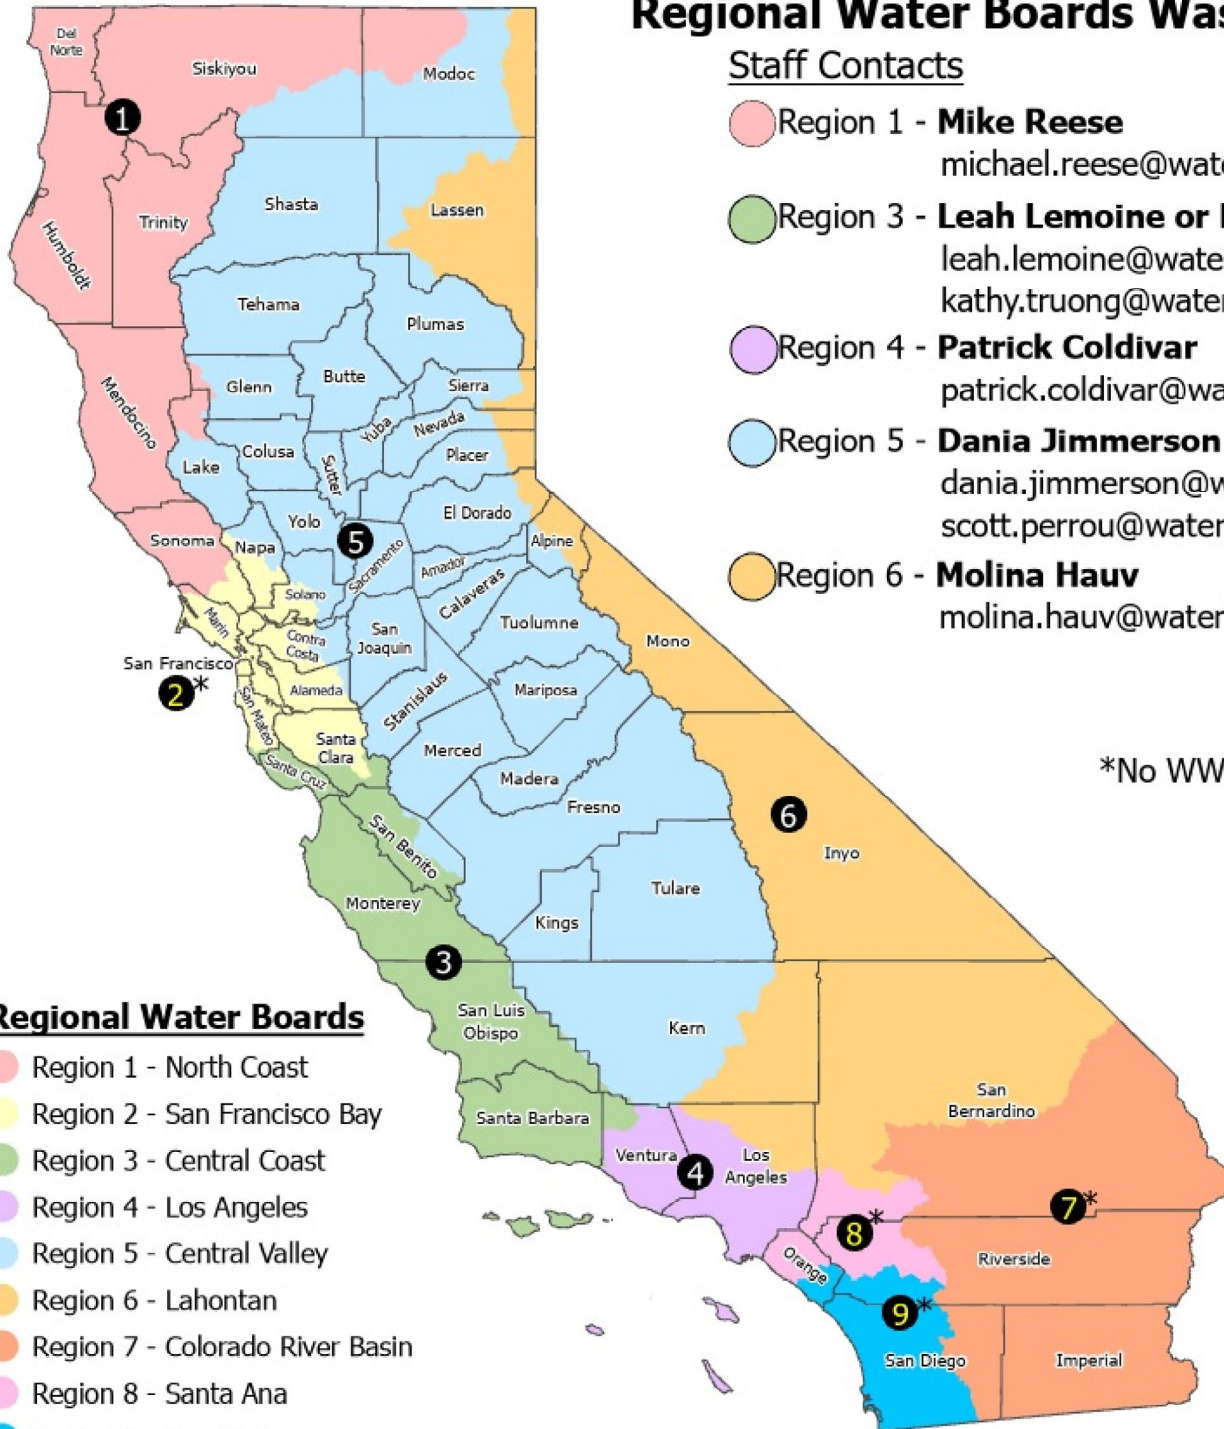 Regional Water Boards Was
Staff Contacts
Region 1 - Mike Reese
michael.reese@wate
Region 3 - Leah Lemoine or
leah.lemoine@wate
kathy.truong@water
Region 4 - Patrick Coldivar
patrick.coldivar@wa
Region 5 - Dania Jimmerson
dania.jimmerson@w
scott.perrou@water
Region 6 - Molina Hauv
molina.hauv@water
*No WW
Del
Norte
Siskiyou
Modoc
1
Shasta
Lassen
Trinity
Humboldt
Tehama
Plumas
Mendocino
Glenn
Butte
Sierra
Yuba
Nevada
Lake
Colusa
Sutter
Placer
Sonoma
Napa
Yolo
5
Sacramento
El Dorado
Alpine
Amador
Solano
Calaveras
Marin
Contra
Costa
San
Joaquin
Tuolumne
Mono
San Francisco
2*
Alameda
Stanislaus
Mariposa
San Mateo
Santa
Clara
Merced
Santa Cruz
Madera
Fresno
6
San Benito
Inyo
Monterey
Kings
Tulare
3
San Luis
Obispo
Kern
San
Bernardino
Santa Barbara
Ventura
4
Los
Angeles
7*
8*
Orange
Riverside
9*
San Diego
Imperial
Regional Water Boards
Region 1 - North Coast
Region 2 - San Francisco Bay
Region 3 - Central Coast
Region 4 - Los Angeles
Region 5 - Central Valley
Region 6 - Lahontan
Region 7 - Colorado River Basin
Region 8 - Santa Ana